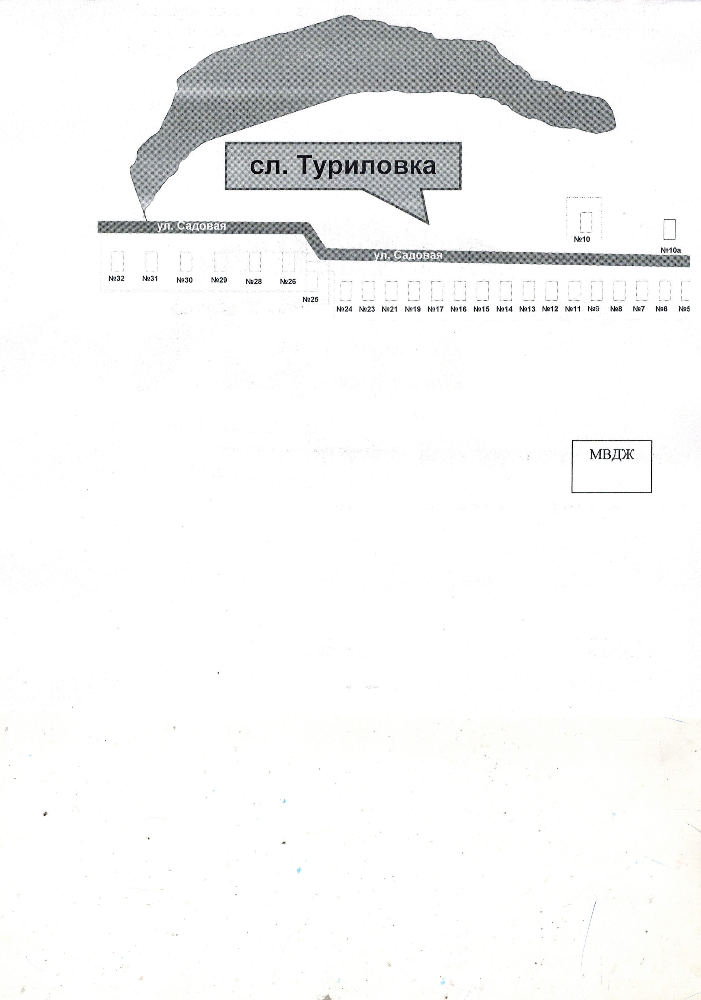 сл. Туриловка
ул. Садовая
№10
№10а
ул. Садовая
№32 №31 №30 №29 №28 №26
№25
№24 №23 №21 №19 №17 №16 №15 №14 №13 №12 №11 №9 №8 №7 №6 №5
МВДЖ